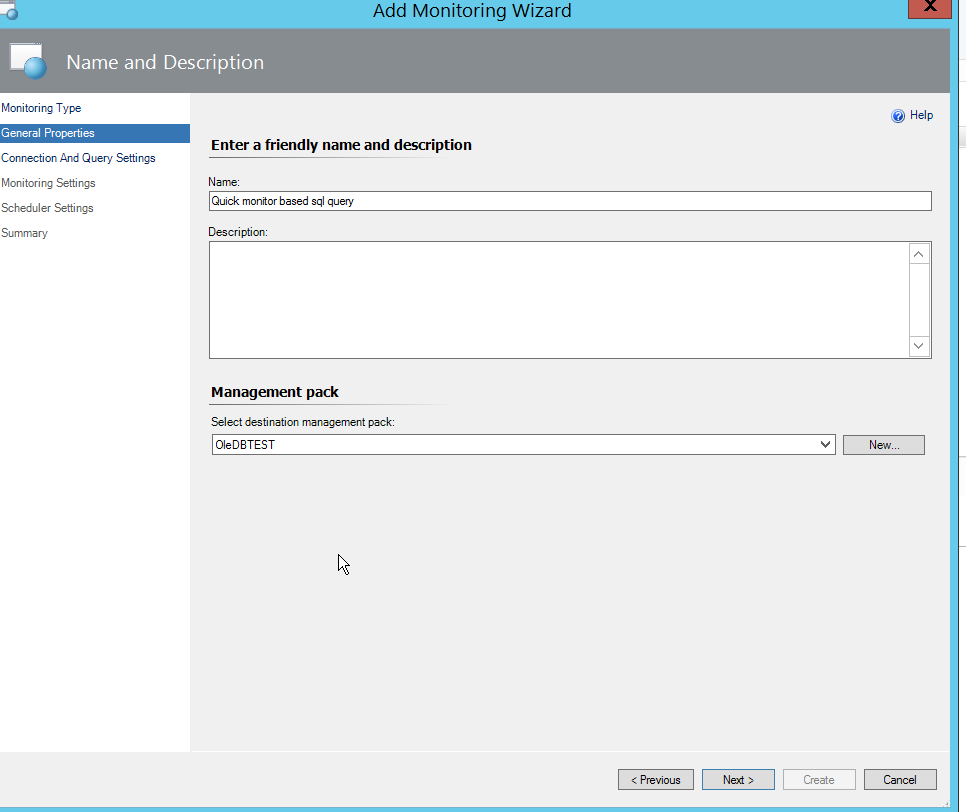 Add Monitoring Wizard
X
Name and Description
Monitoring Type
General Properties
Connection And Query Settings
Monitoring Settings
Scheduler Settings
Summary
Help
Enter a friendly name and description
Name:
Quick monitor based sql query
Description:
Management pack
Select destination management pack:
OleDBTEST
New...
< Previous
Next >
Create
Cancel